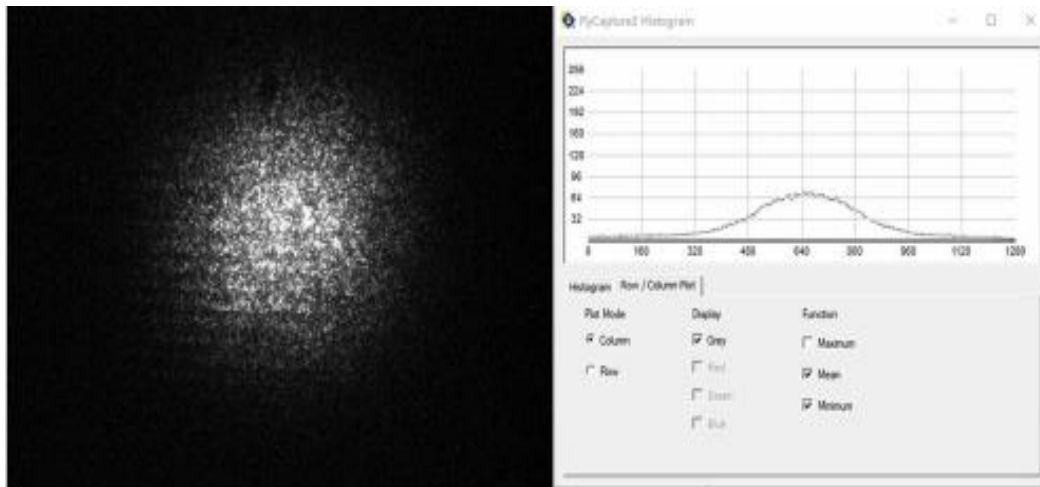 FlyCapture2 Histogram
256
224
192
160
128
96
64
32
0 160 320 480 640 800 960 1120 1280
Histogram Row / Column Plot
Plot Mode Display Function
Column Grey Maximum
Row Red Mean
Green Minimum
Blue